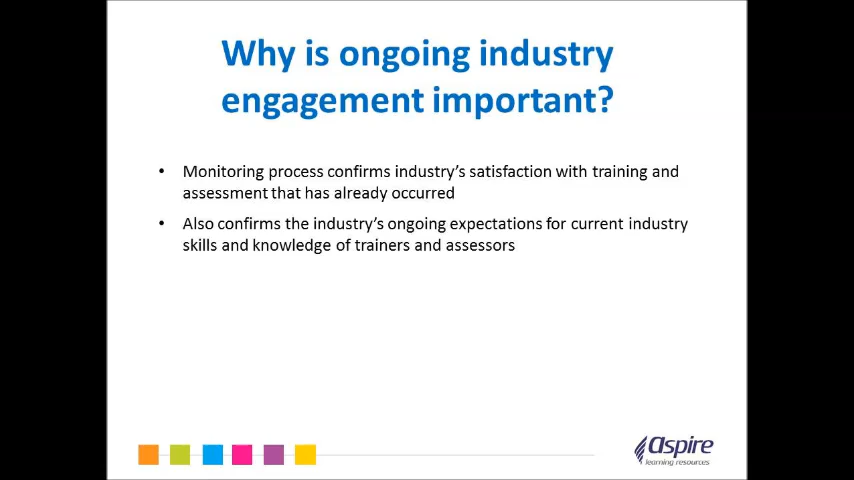 Why is ongoing industry
engagement important?
• Monitoring process confirms industry's satisfaction with training and
assessment that has already occurred
• Also confirms the industry's ongoing expectations for current industry
skills and knowledge of trainers and assessors
aspire
learning resources